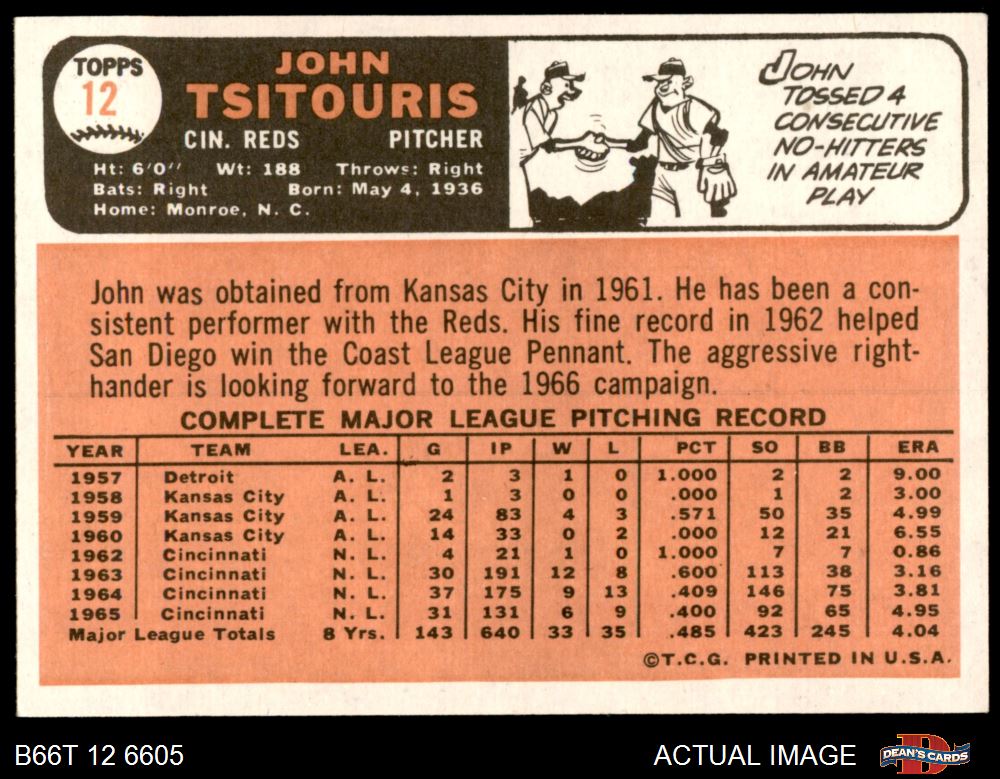 TOPPS
12
JOHN
TSITOURIS
CIN. REDS PITCHER
Ht: 6'0" Wt: 188 Throws: Right
Bats: Right Born: May 4, 1936
Home: Monroe, N. C.
JOHN
TOSSED 4
CONSECUTIVE
NO-HITTERS
IN AMATEUR
PLAY
John was obtained from Kansas City in 1961. He has been a con-
sistent performer with the Reds. His fine record in 1962 helped
San Diego win the Coast League Pennant. The aggressive right-
hander is looking forward to the 1966 campaign.
COMPLETE MAJOR LEAGUE PITCHING RECORD
YEAR TEAM LEA. G IP W L PCT SO BB ERA
1957 Detroit A. L. 2 3 1 0 1.000 2 2 9.00
1958 Kansas City A. L. 1 3 0 0 .000 1 2 3.00
1959 Kansas City A. L. 24 83 4 3 .571 50 35 4.99
1960 Kansas City A. L. 14 33 0 2 .000 12 21 6.55
1962 Cincinnati N. L. 4 21 1 0 1.000 7 7 0.86
1963 Cincinnati N. L. 30 191 12 8 .600 113 38 3.16
1964 Cincinnati N. L. 37 175 9 13 .409 146 75 3.81
1965 Cincinnati N. L. 31 131 6 9 .400 92 65 4.95
Major League Totals 8 Yrs. 143 640 33 35 .485 423 245 4.04
©T.C.G. PRINTED IN U.S.A.
B66T 12 6605 ACTUAL IMAGE DEAN'S CARDS